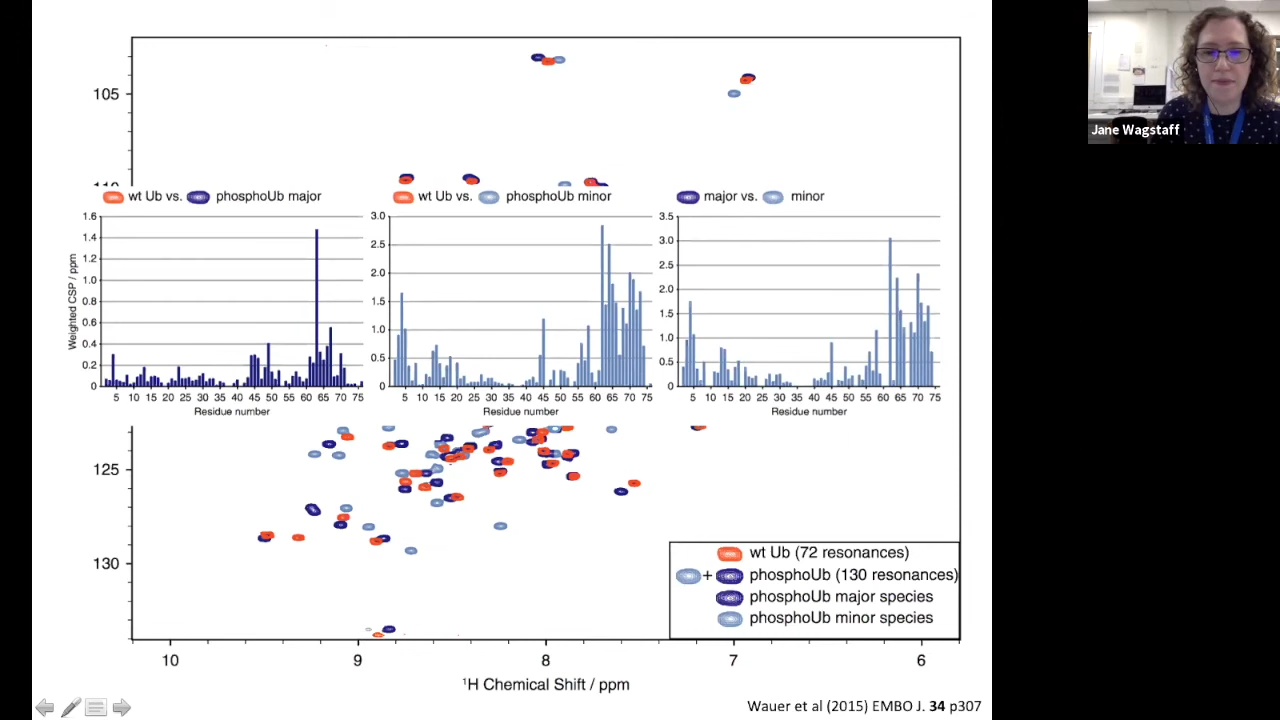 105
110
wt Ub vs. phosphoUb major
wt Ub vs. phosphoUb minor
major vs. minor
Weighted CSP / ppm
1.6
1.4
1.2
1.0
0.8
0.6
0.4
0.2
0
5 10 15 20 25 30 35 40 45 50 55 60 65 70 75
Residue number
3.0
2.5
2.0
1.5
1.0
0.5
0
5 10 15 20 25 30 35 40 45 50 55 60 65 70 75
Residue number
3.5
3.0
2.5
2.0
1.5
1.0
0.5
0
5 10 15 20 25 30 35 40 45 50 55 60 65 70 75
Residue number
125
130
wt Ub (72 resonances)
+ phosphoUb (130 resonances)
phosphoUb major species
phosphoUb minor species
10 9 8 7 6
¹H Chemical Shift / ppm
Wauer et al (2015) EMBO J. 34 p307
Jane Wagstaff